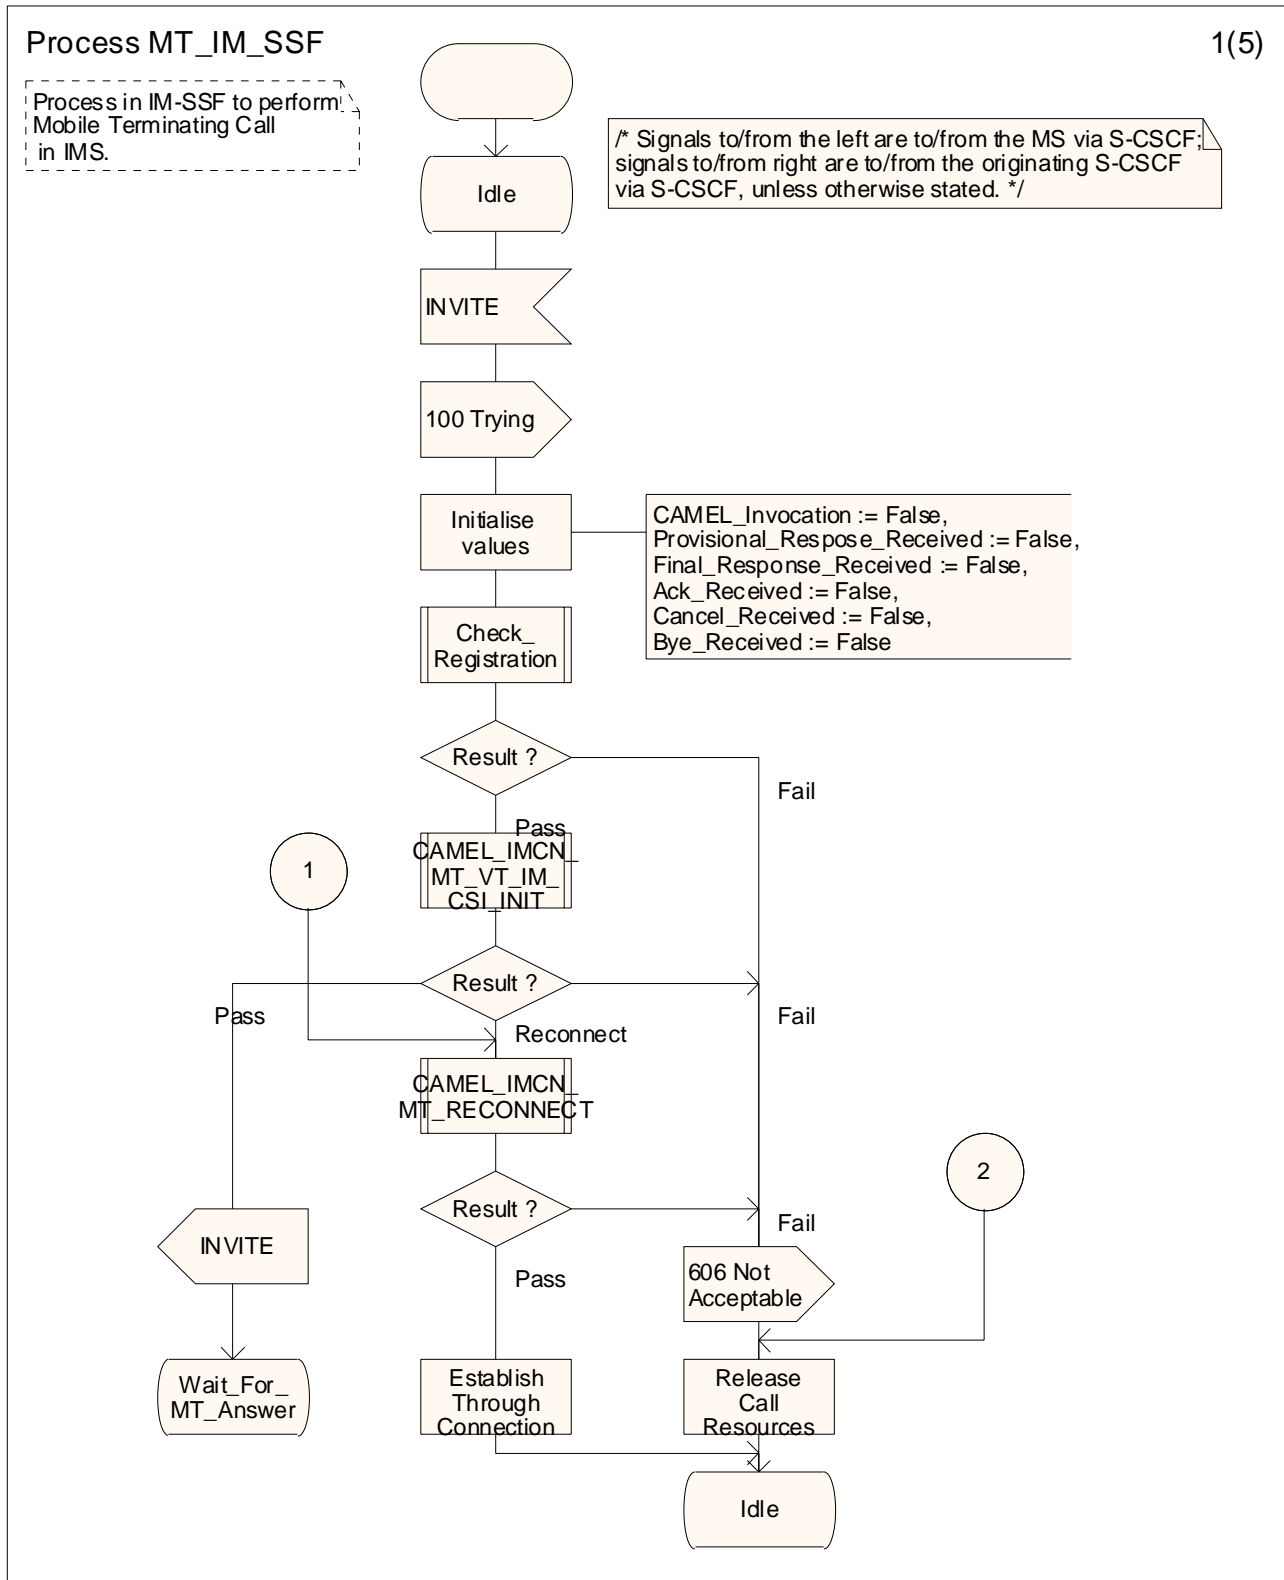 Process MT_IM_SSF
1(5)
Process in IM-SSF to perform
Mobile Terminating Call
in IMS.
/* Signals to/from the left are to/from the MS via S-CSCF;
signals to/from right are to/from the originating S-CSCF
via S-CSCF, unless otherwise stated. */
Idle
INVITE
100 Trying
Initialise
values
CAMEL_Invocation := False,
Provisional_Respose_Received := False,
Final_Response_Received := False,
Ack_Received := False,
Cancel_Received := False,
Bye_Received := False
Check_
Registration
Result ?
Fail
Pass
CAMEL_IMCN_
MT_VT_IM_
CSI_INIT
1
Result ?
Pass
Fail
Reconnect
CAMEL_IMCN_
MT_RECONNECT
2
Result ?
Fail
INVITE
Pass
606 Not
Acceptable
Wait_For_
MT_Answer
Establish
Through
Connection
Release
Call
Resources
Idle